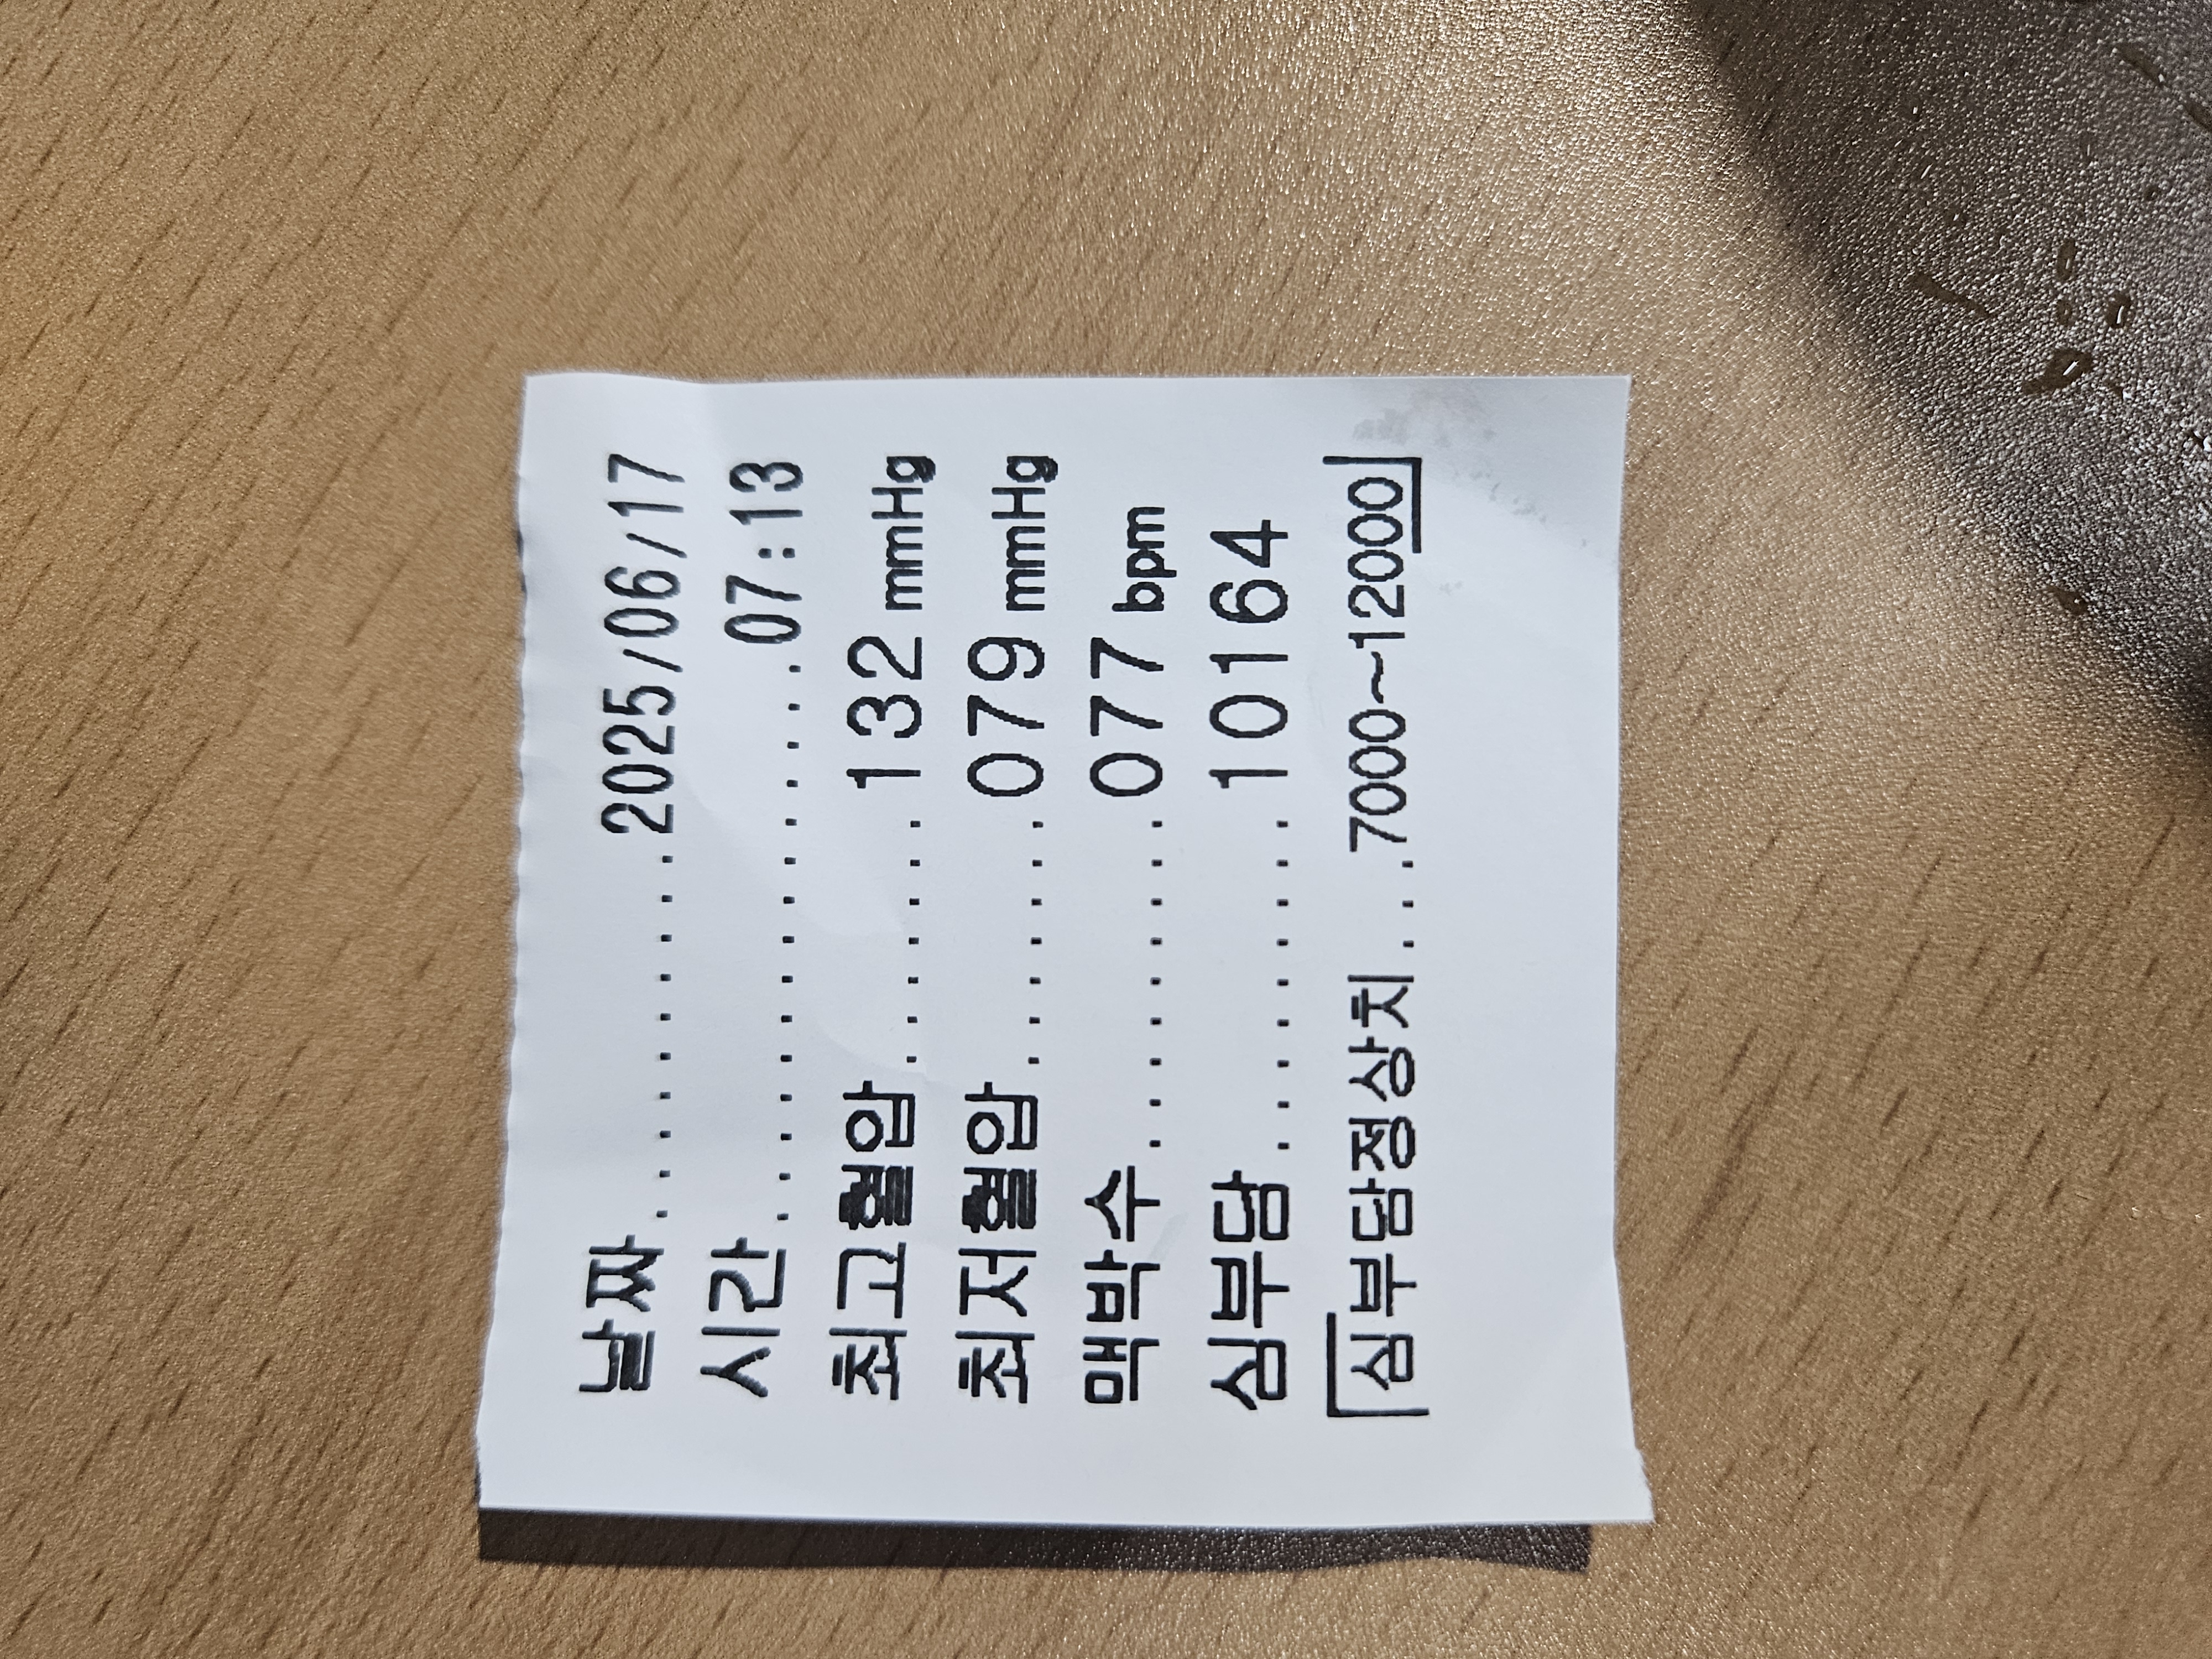 날짜..........2025/06/17
시간...............07:13
최고혈압.......132 mmHg
최저혈압.......079 mmHg
맥박수.........077 bpm
심부담.........10164
[심부담정상치...7000~12000]